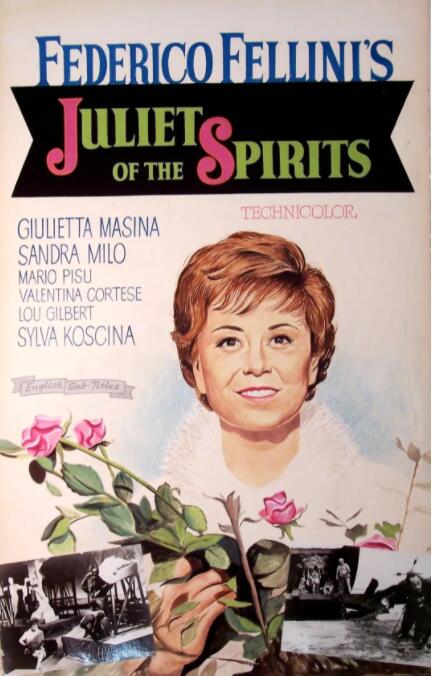 FEDERICO FELLINI'S
JULIET
OF THE SPIRITS
TECHNICOLOR
GIULIETTA MASINA
SANDRA MILO
MARIO PISU
VALENTINA CORTESE
LOU GILBERT
SYLVA KOSCINA
English Sub-Titles